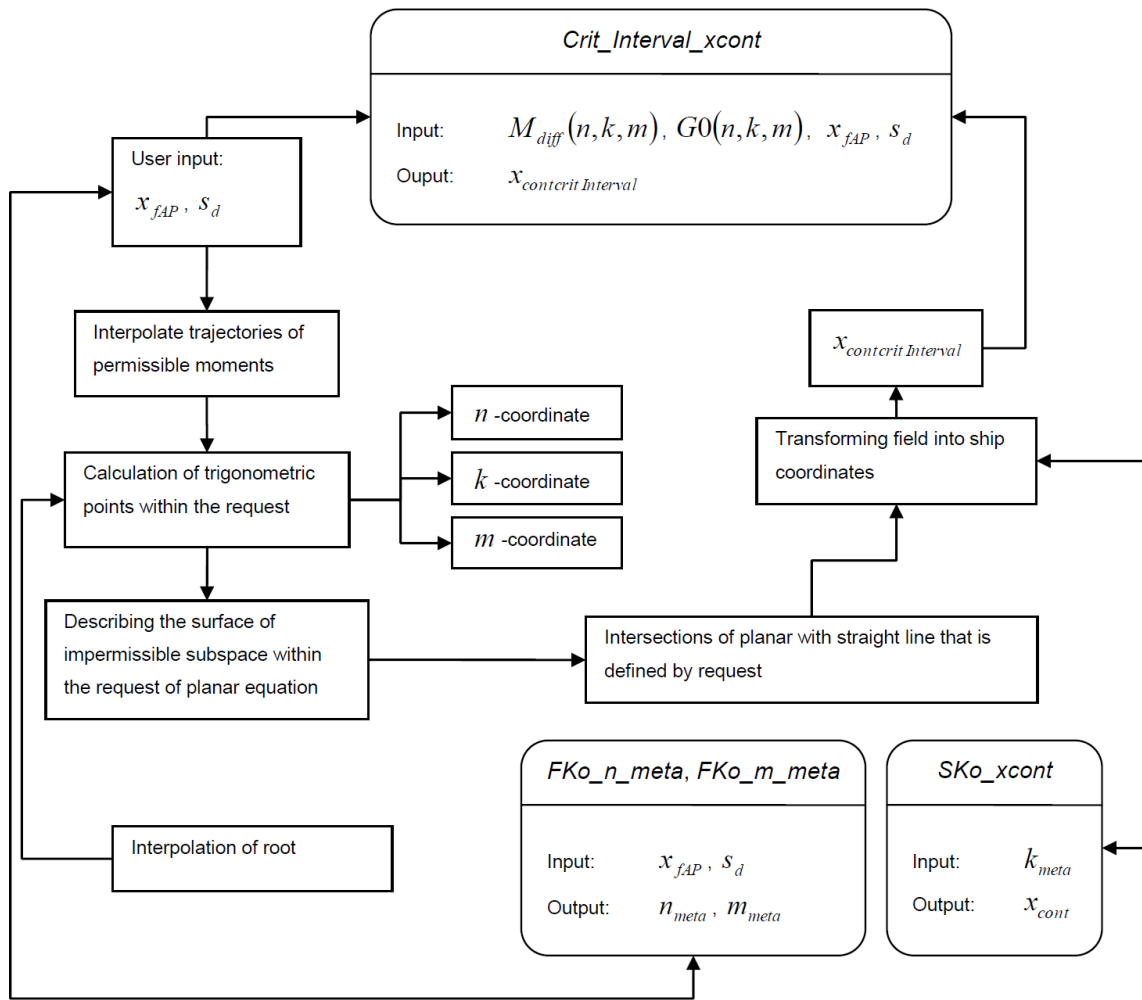 Crit_Interval_xcont
Input: M_diff(n,k,m), G0(n,k,m), x_fAP, s_d
Ouput: x_contcrit Interval
User input:
x_fAP, s_d
Interpolate trajectories of
permissible moments
Calculation of trigonometric
points within the request
n -coordinate
k -coordinate
m -coordinate
Describing the surface of
impermissible subspace within
the request of planar equation
Intersections of planar with straight line that is
defined by request
Transforming field into ship
coordinates
x_contcrit Interval
Interpolation of root
FKo_n_meta, FKo_m_meta
Input: x_fAP, s_d
Output: n_meta, m_meta
SKo_xcont
Input: k_meta
Output: x_cont